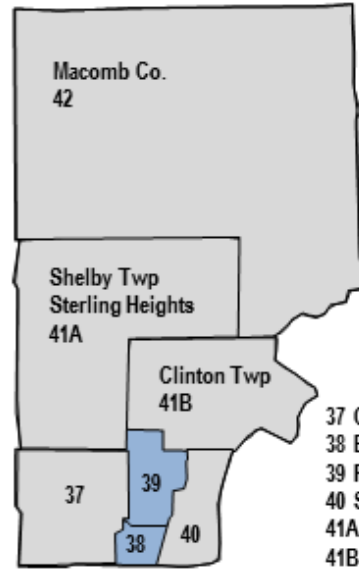 Macomb Co.
42
Shelby Twp
Sterling Heights
41A
Clinton Twp
41B
37
39
38
40
37
38
39
40
41A
41B